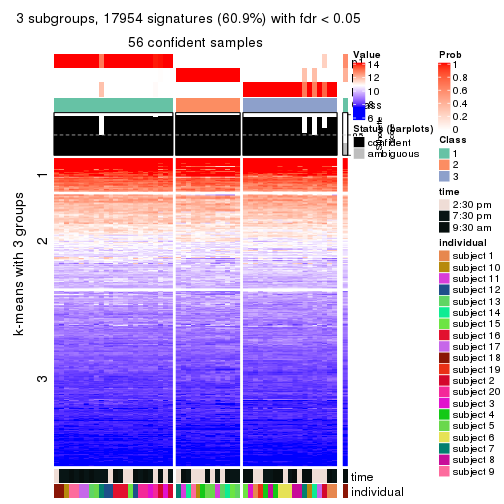 3 subgroups, 17954 signatures (60.9%) with fdr < 0.05
56 confident samples
k-means with 3 groups
1
2
3
Value
14
12
10
8
6
Status (barplots)
confident
ambiguous
Prob
1
0.8
0.6
0.4
0.2
0
Class
1
2
3
time
2:30 pm
7:30 pm
9:30 am
individual
subject 1
subject 10
subject 11
subject 12
subject 13
subject 14
subject 15
subject 16
subject 17
subject 18
subject 19
subject 2
subject 20
subject 3
subject 4
subject 5
subject 6
subject 7
subject 8
subject 9
time
individual